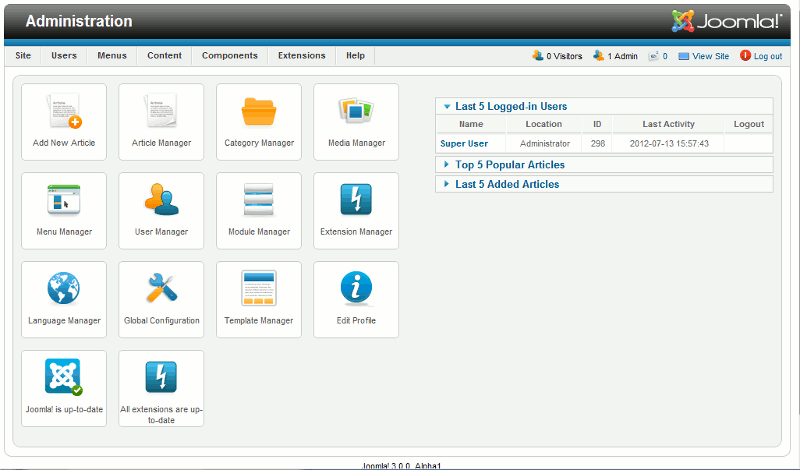 Administration
Joomla!
Site Users Menus Content Components Extensions Help
0 Visitors 1 Admin 0 View Site Log out
Add New Article
Article Manager
Category Manager
Media Manager
Menu Manager
User Manager
Module Manager
Extension Manager
Language Manager
Global Configuration
Template Manager
Edit Profile
Joomla! is up-to-date
All extensions are up-
to-date
Last 5 Logged-in Users
Name Location ID Last Activity Logout
Super User Administrator 298 2012-07-13 15:57:43
Top 5 Popular Articles
Last 5 Added Articles
Joomla! 3.0.0 Alpha1